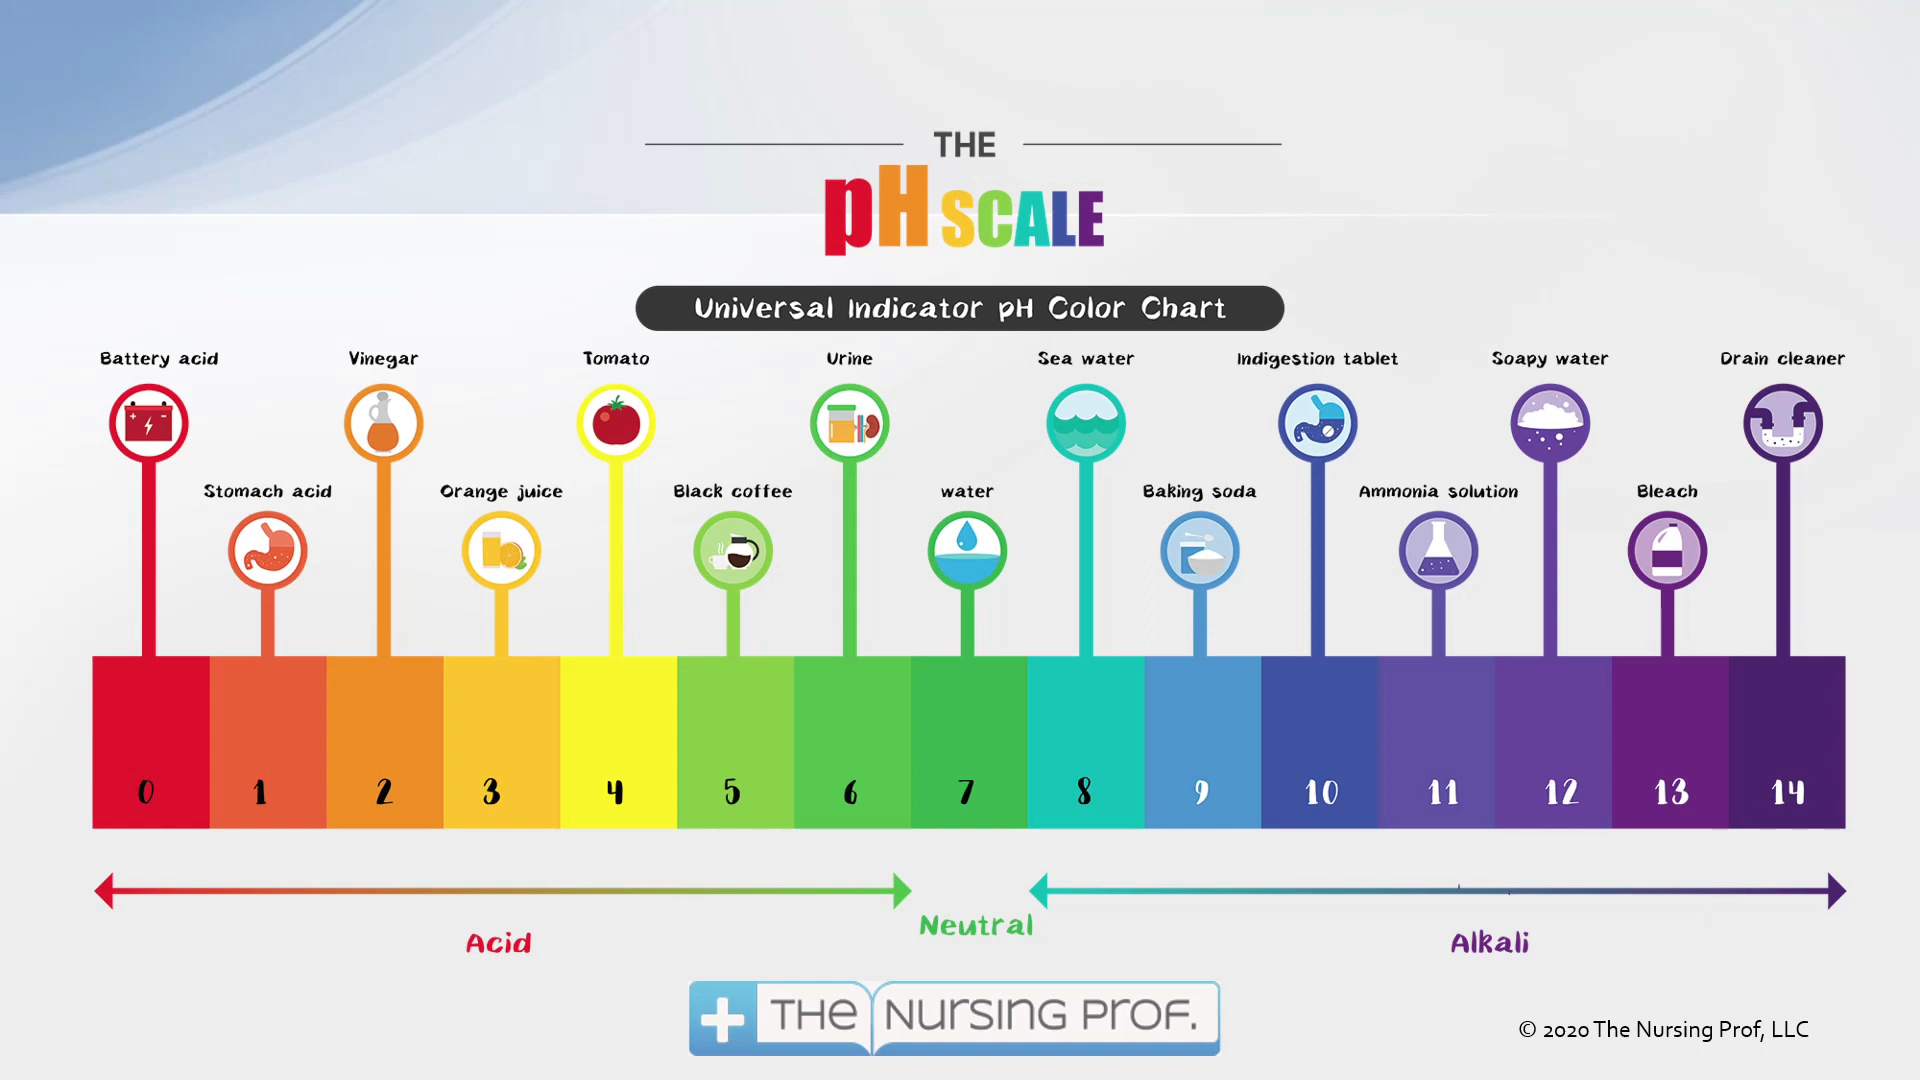 THE
pH SCALE
Universal Indicator pH Color Chart
Battery acid
Vinegar
Tomato
Urine
Sea water
Indigestion tablet
Soapy water
Drain cleaner
Stomach acid
Orange juice
Black coffee
water
Baking soda
Ammonia solution
Bleach
+ -
0 1 2 3 4 5 6 7 8 9 10 11 12 13 14
Neutral
Acid
Alkali
THE NURSING PROF.
© 2020 The Nursing Prof, LLC